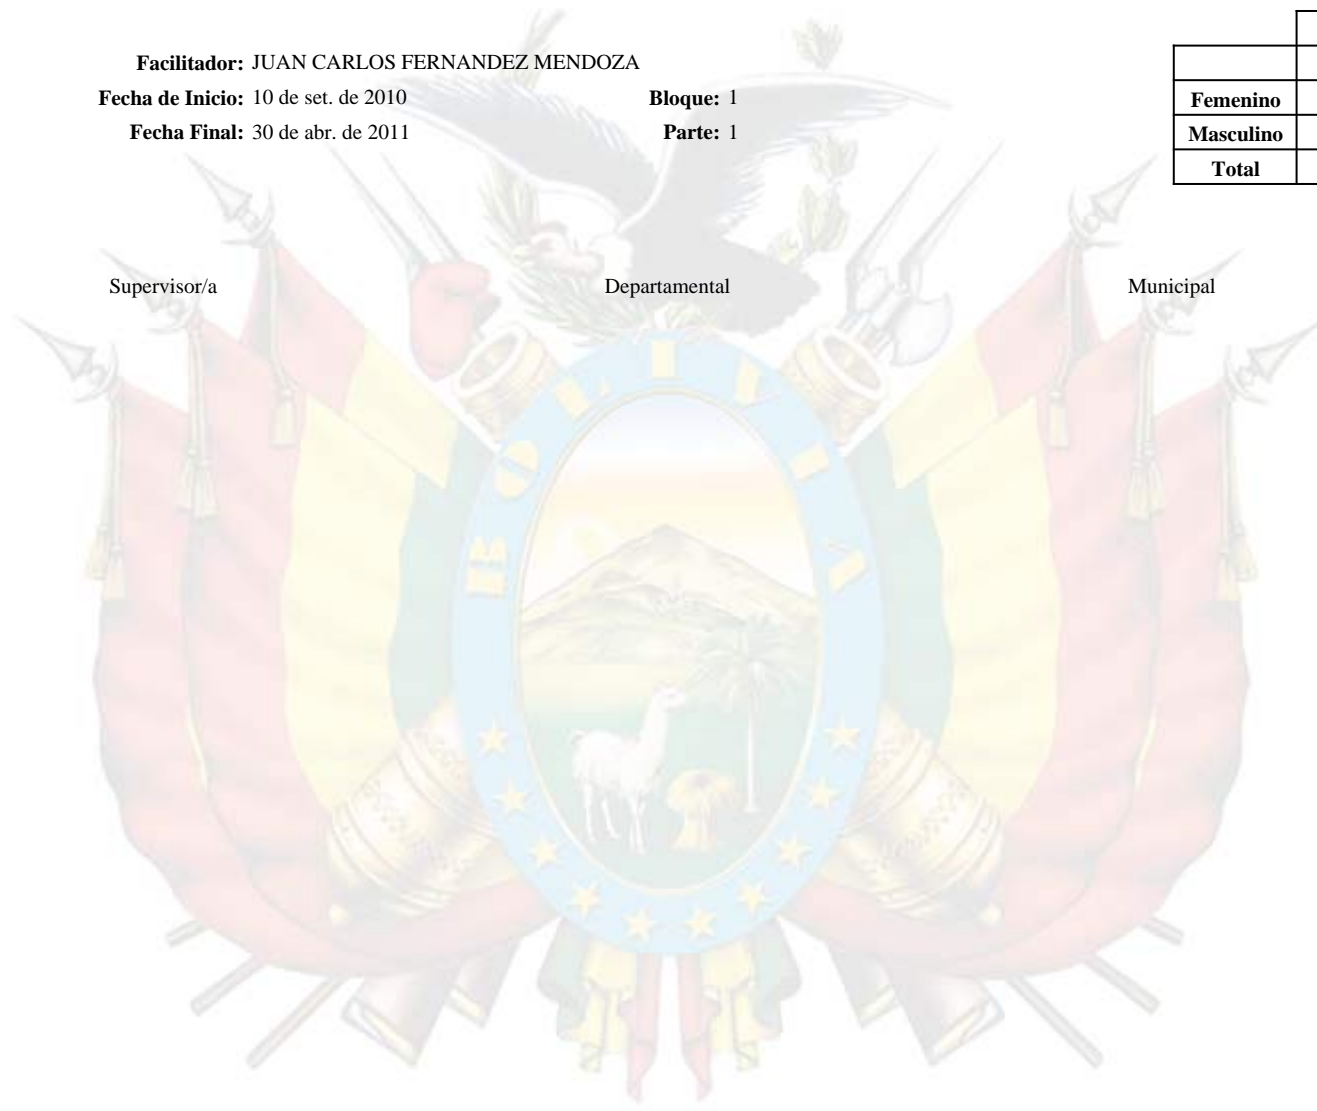 Facilitador: JUAN CARLOS FERNANDEZ MENDOZA
Fecha de Inicio: 10 de set. de 2010 Bloque: 1
Fecha Final: 30 de abr. de 2011 Parte: 1
Femenino
Masculino
Total
Supervisor/a Departamental Municipal
BOLIVIA